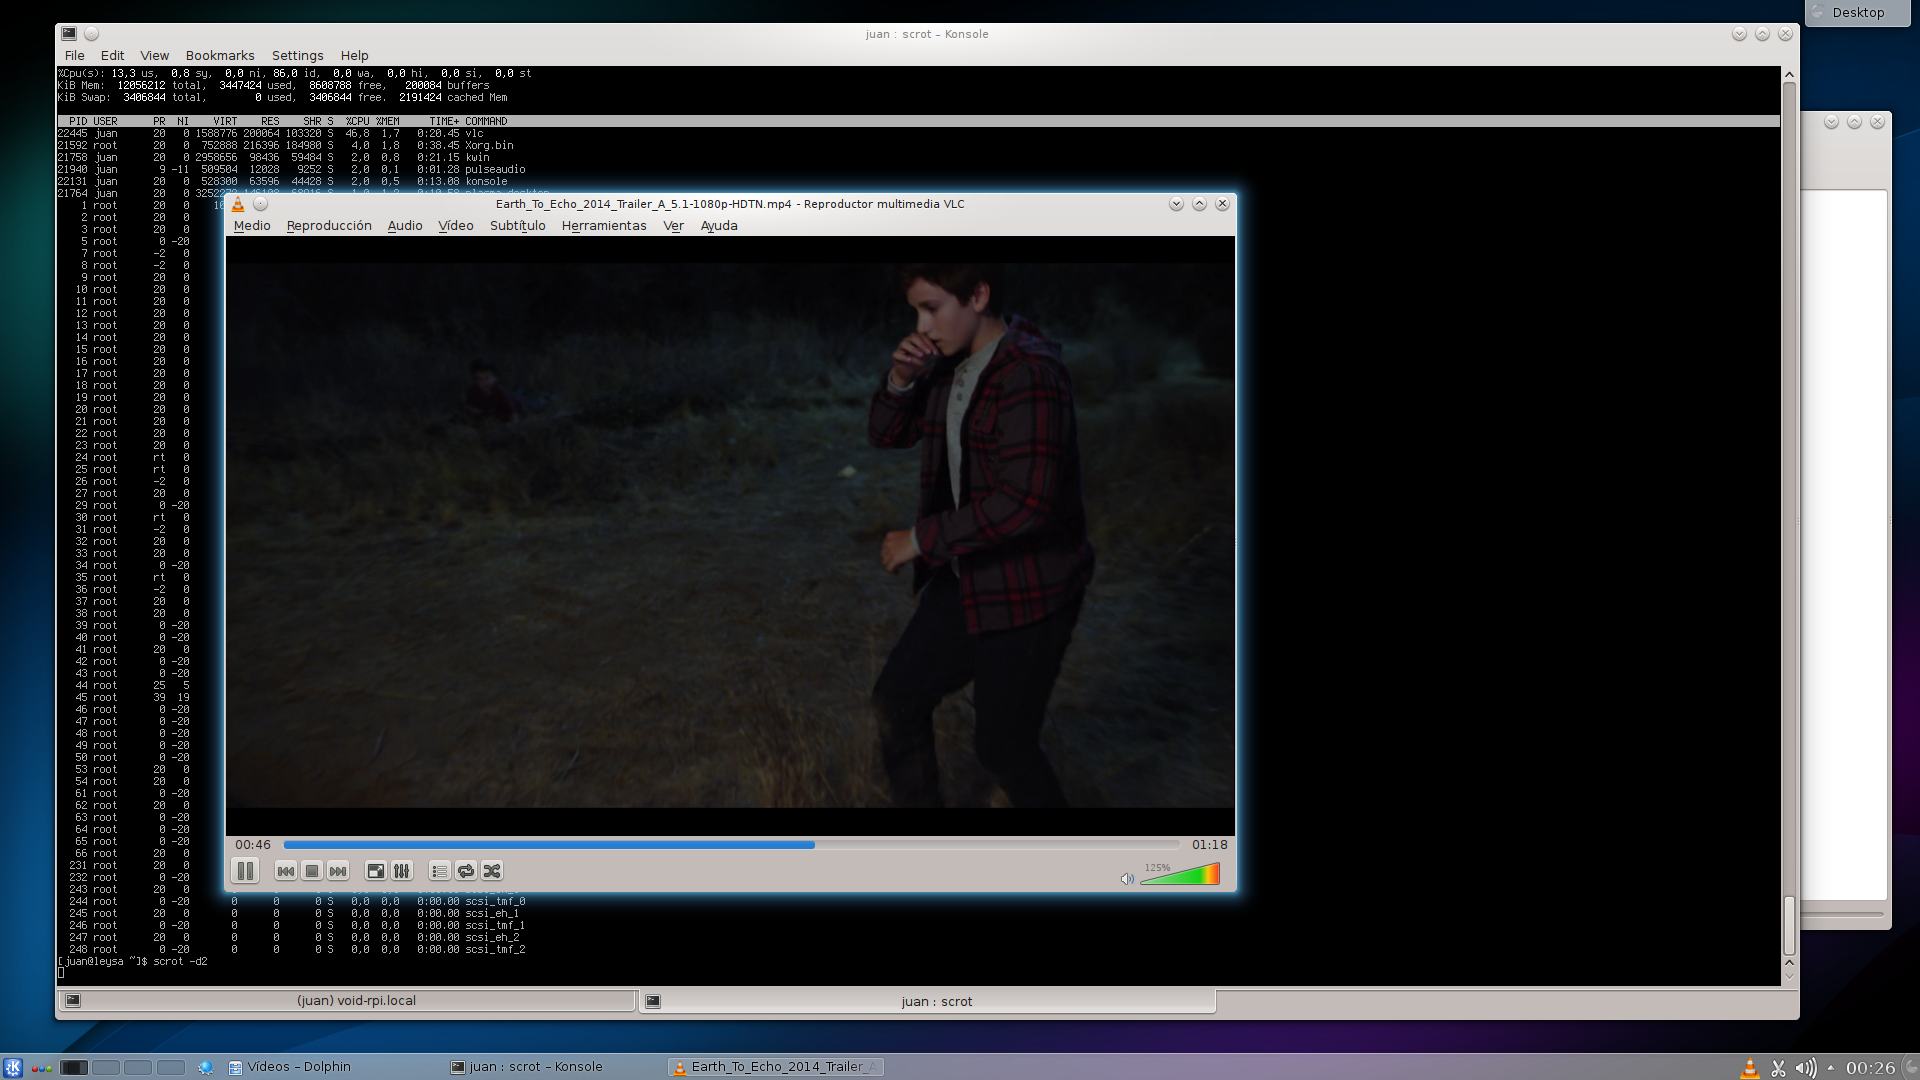 Desktop
juan : scrot – Konsole
File Edit View Bookmarks Settings Help
%Cpu(s): 13,3 us, 0,8 sy, 0,0 ni, 86,0 id, 0,0 wa, 0,0 hi, 0,0 si, 0,0 st
KiB Mem: 12056212 total, 3447424 used, 8608788 free, 200084 buffers
KiB Swap: 3406844 total, 0 used, 3406844 free. 2191424 cached Mem
PID USER PR NI VIRT RES SHR S %CPU %MEM TIME+ COMMAND
22445 juan 20 0 1588776 200064 103320 S 46,8 1,7 0:20.45 vlc
21592 root 20 0 752888 216396 184980 S 4,0 1,8 0:38.45 Xorg.bin
21758 juan 20 0 2958656 98436 59484 S 2,0 0,8 0:21.15 kwin
21940 juan 9 -11 509504 12028 9252 S 2,0 0,1 0:01.28 pulseaudio
22131 juan 20 0 528300 63596 44428 S 2,0 0,5 0:13.08 konsole
21764 juan 20 0
1 root 20 0
2 root 20 0
3 root 20 0
5 root 0 -20
7 root -2 0
8 root -2 0
9 root 20 0
10 root 20 0
11 root 20 0
12 root 20 0
13 root 20 0
14 root 20 0
15 root 20 0
16 root 20 0
17 root 20 0
18 root 20 0
19 root 20 0
20 root 20 0
21 root 20 0
22 root 20 0
23 root 20 0
24 root rt 0
25 root rt 0
26 root -2 0
27 root 20 0
29 root 0 -20
30 root rt 0
31 root -2 0
32 root 20 0
33 root 20 0
34 root 0 -20
35 root rt 0
36 root -2 0
37 root 20 0
38 root 20 0
39 root 0 -20
40 root 0 -20
41 root 20 0
42 root 0 -20
43 root 0 -20
44 root 25 5
45 root 39 19
46 root 0 -20
47 root 0 -20
48 root 0 -20
49 root 0 -20
50 root 0 -20
53 root 20 0
54 root 20 0
61 root 0 -20
62 root 20 0
63 root 0 -20
64 root 0 -20
65 root 0 -20
66 root 20 0
231 root 20 0
232 root 0 -20
243 root 20 0
244 root 0 -20 0 0 0 S 0,0 0,0 0:00.00 scsi_tmf_0
245 root 20 0 0 0 0 S 0,0 0,0 0:00.00 scsi_eh_1
246 root 0 -20 0 0 0 S 0,0 0,0 0:00.00 scsi_tmf_1
247 root 20 0 0 0 0 S 0,0 0,0 0:00.00 scsi_eh_2
248 root 0 -20 0 0 0 S 0,0 0,0 0:00.00 scsi_tmf_2
[juan@leysa ~]$ scrot -d2
Earth_To_Echo_2014_Trailer_A_5.1-1080p-HDTN.mp4 - Reproductor multimedia VLC
Medio Reproducción Audio Vídeo Subtítulo Herramientas Ver Ayuda
00:46 01:18
125%
(juan) void-rpi.local juan : scrot
Vídeos – Dolphin juan : scrot – Konsole Earth_To_Echo_2014_Trailer_A 00:26